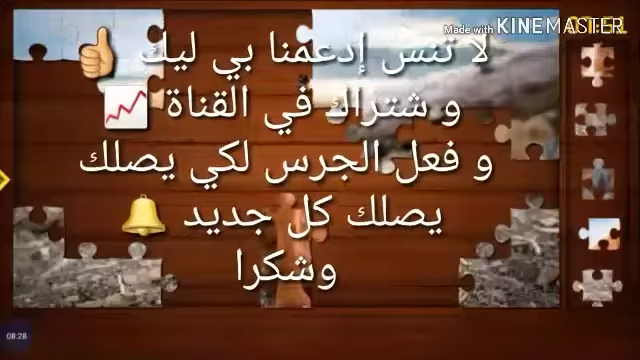 Made with KINEMASTER
لا تنس إدعمنا بي ليك 👍
و شتراك في القناة 📈
و فعل الجرس لكي يصلك
يصلك كل جديد 🔔
وشكرا
08:28